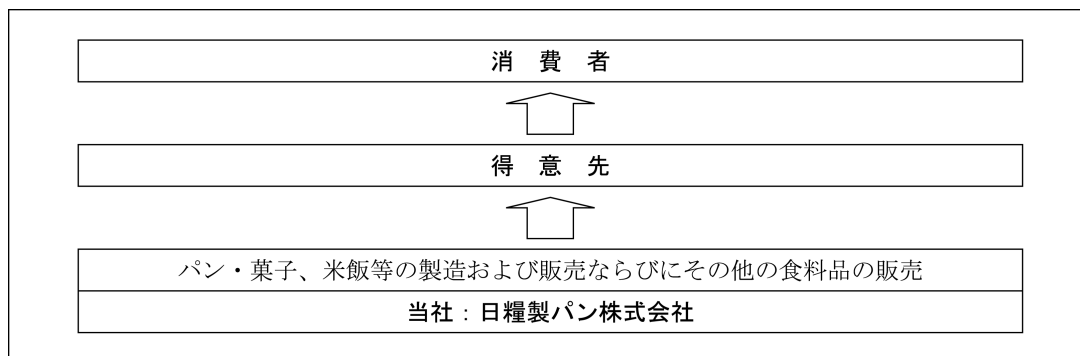 消費者
得意先
パン・菓子、米飯等の製造および販売ならびにその他の食料品の販売
当社：日糧製パン株式会社